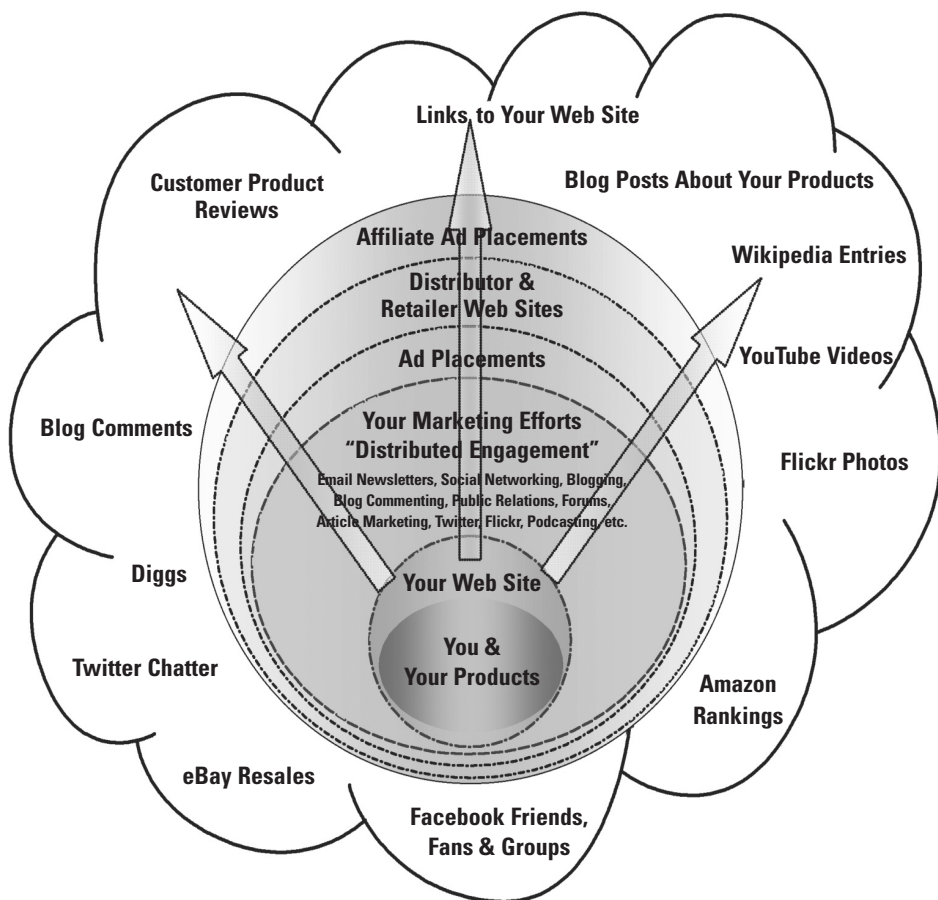 Links to Your Web Site
Customer Product
Reviews
Blog Posts About Your Products
Affiliate Ad Placements
Wikipedia Entries
Distributor &
Retailer Web Sites
Ad Placements
YouTube Videos
Your Marketing Efforts
“Distributed Engagement”
Blog Comments
Flickr Photos
Email Newsletters, Social Networking, Blogging,
Blog Commenting, Public Relations, Forums,
Article Marketing, Twitter, Flickr, Podcasting, etc.
Diggs
Your Web Site
You &
Your Products
Twitter Chatter
Amazon
Rankings
eBay Resales
Facebook Friends,
Fans & Groups